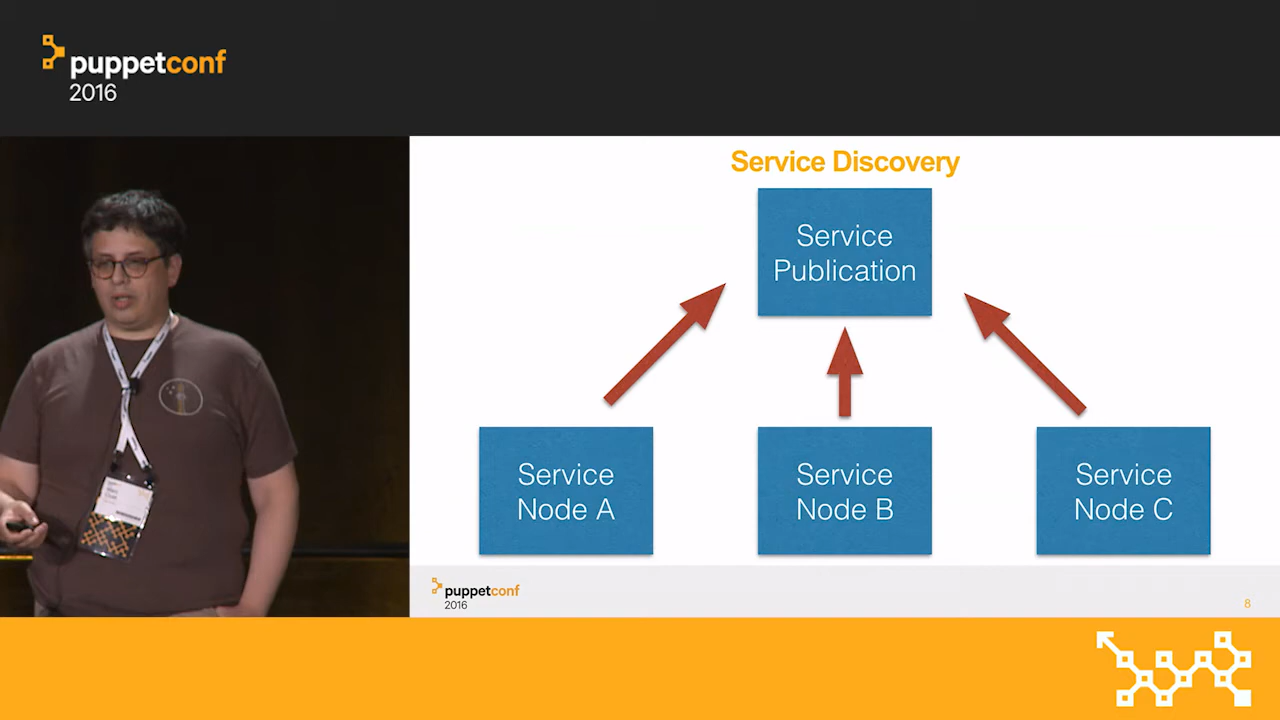 puppetconf
2016
Service Discovery
Service
Publication
Service
Node A
Service
Node B
Service
Node C
puppetconf
2016
8